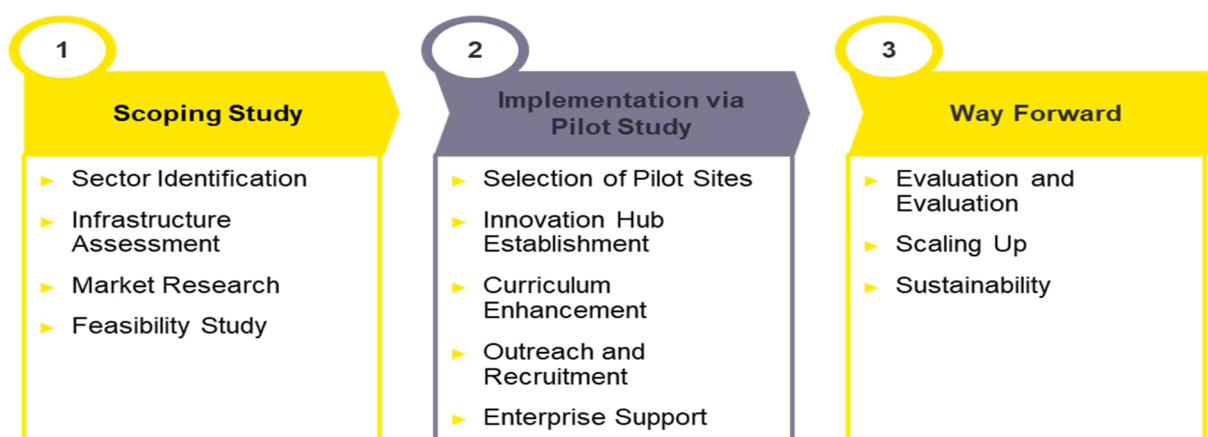 1
Scoping Study
Sector Identification
Infrastructure
Assessment
Market Research
Feasibility Study
2
Implementation via
Pilot Study
Selection of Pilot Sites
Innovation Hub
Establishment
Curriculum
Enhancement
Outreach and
Recruitment
Enterprise Support
3
Way Forward
Evaluation and
Evaluation
Scaling Up
Sustainability